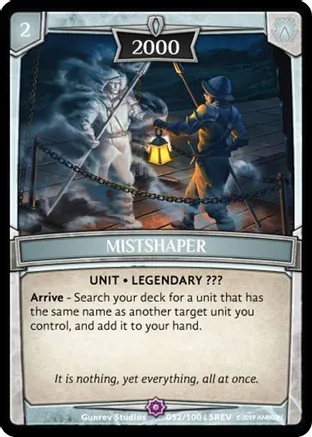 2
2000
MISTSHAPER
UNIT • LEGENDARY ???
Arrive - Search your deck for a unit that has
the same name as another target unit you
control, and add it to your hand.
It is nothing, yet everything, all at once.
Gunrev Studios 052/100 LSREV ©2019